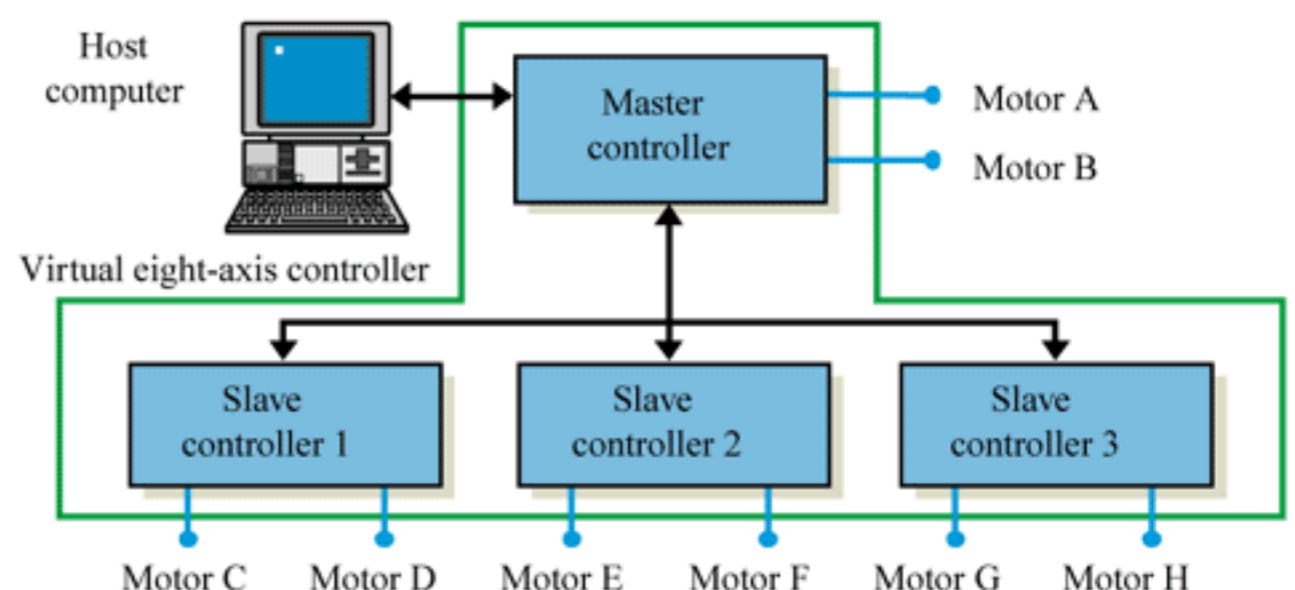 Host
computer
Master
controller
Motor A
Motor B
Virtual eight-axis controller
Slave
controller 1
Slave
controller 2
Slave
controller 3
Motor C
Motor D
Motor E
Motor F
Motor G
Motor H